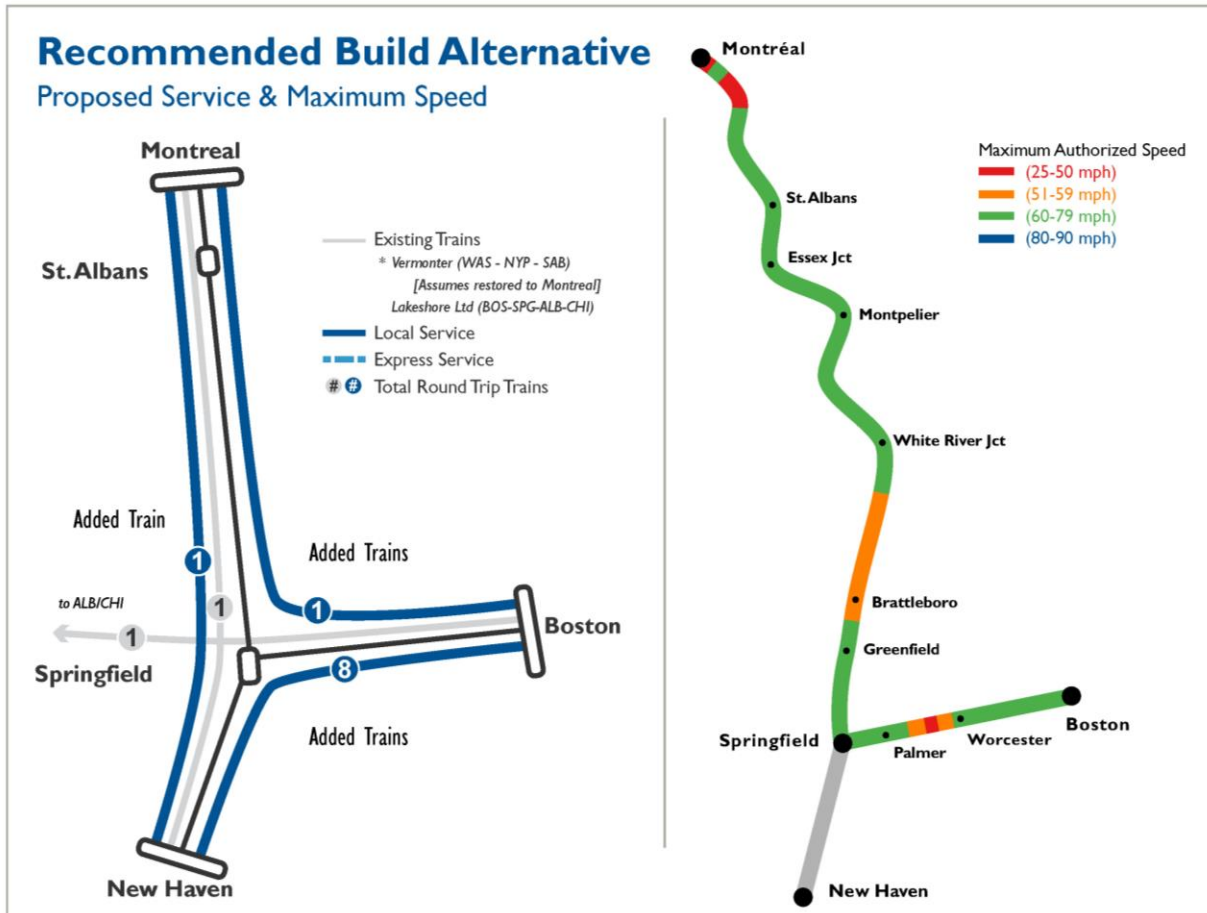 Recommended Build Alternative
Proposed Service & Maximum Speed
Montreal
St. Albans
Existing Trains
* Vermonter (WAS - NYP - SAB)
[Assumes restored to Montreal]
Lakeshore Ltd (BOS-SPG-ALB-CHI)
Local Service
Express Service
# # Total Round Trip Trains
Added Train
1
Added Trains
1
to ALB/CHI
1
1
Boston
Springfield
8
Added Trains
New Haven
Montréal
Maximum Authorized Speed
(25-50 mph)
(51-59 mph)
(60-79 mph)
(80-90 mph)
St. Albans
Essex Jct
Montpelier
White River Jct
Brattleboro
Greenfield
Springfield
Palmer
Worcester
Boston
New Haven